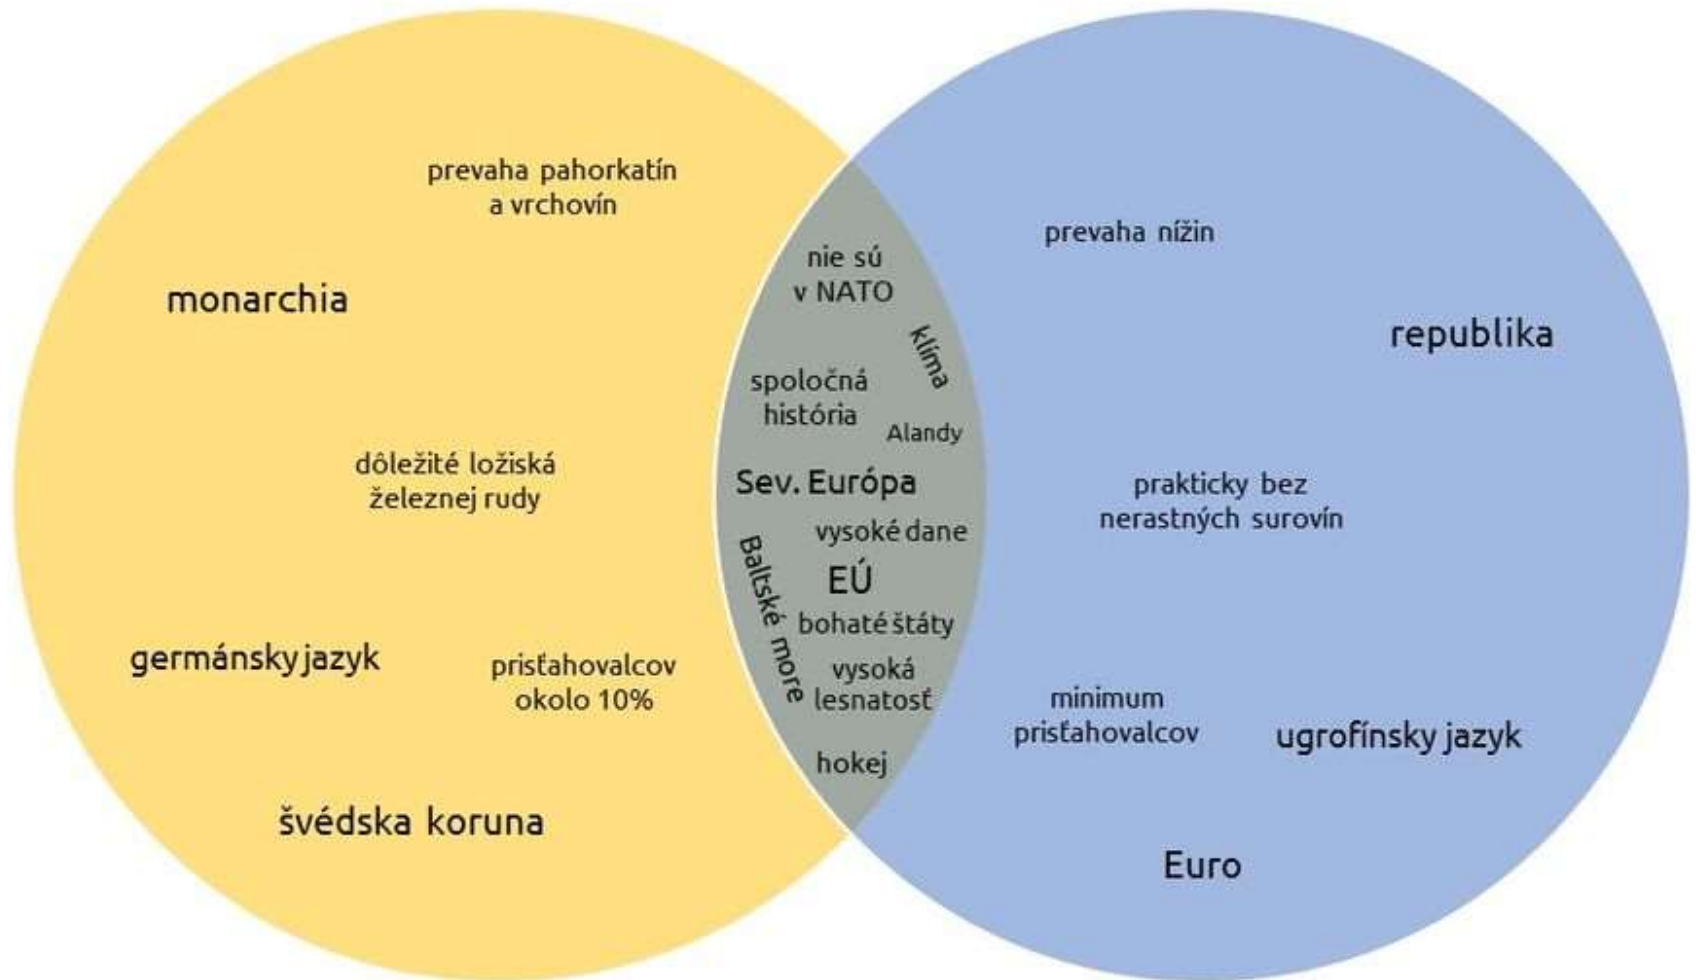 prevaha pahorkatín
a vrchovín
monarchia
dôležité ložiská
železnej rudy
germánsky jazyk
prisťahovalcov
okolo 10%
švédska koruna
nie sú
v NATO
klíma
spoločná
história
Alandy
Sev. Európa
vysoké dane
EÚ
Baltské more
bohaté štáty
vysoká
lesnatosť
hokej
prevaha nížin
republika
prakticky bez
nerastných surovín
minimum
prisťahovalcov
ugrofínsky jazyk
Euro